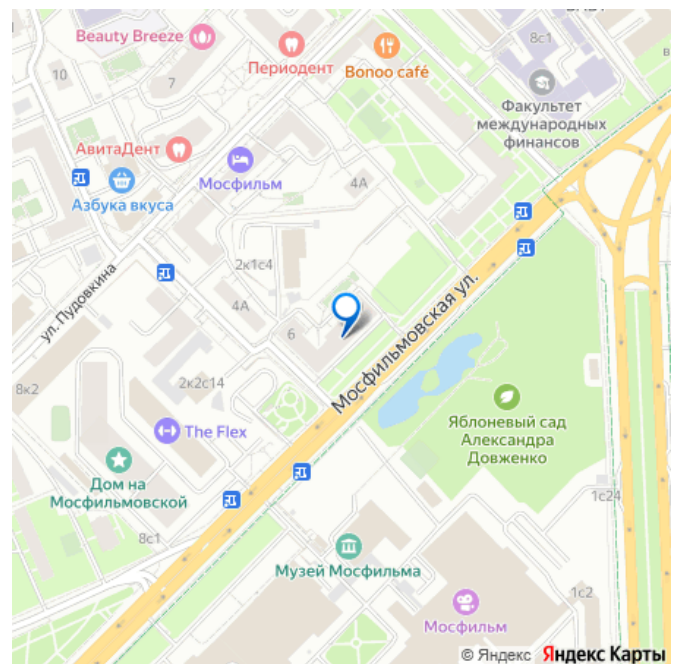 Beauty Breeze
10
7
Периодент
Bonoo café
8с1
Факультет
международных
финансов
АвитаДент
Мосфильм
Азбука вкуса
4А
ул. Пудовкина
2к1с4
4А
6
Мосфильмовская ул.
8к2
2к2с14
The Flex
Яблоневый сад
Александра
Довженко
Дом на
Мосфильмовской
1с24
8с1
Музей Мосфильма
1с2
Мосфильм
© Яндекс Яндекс Карты